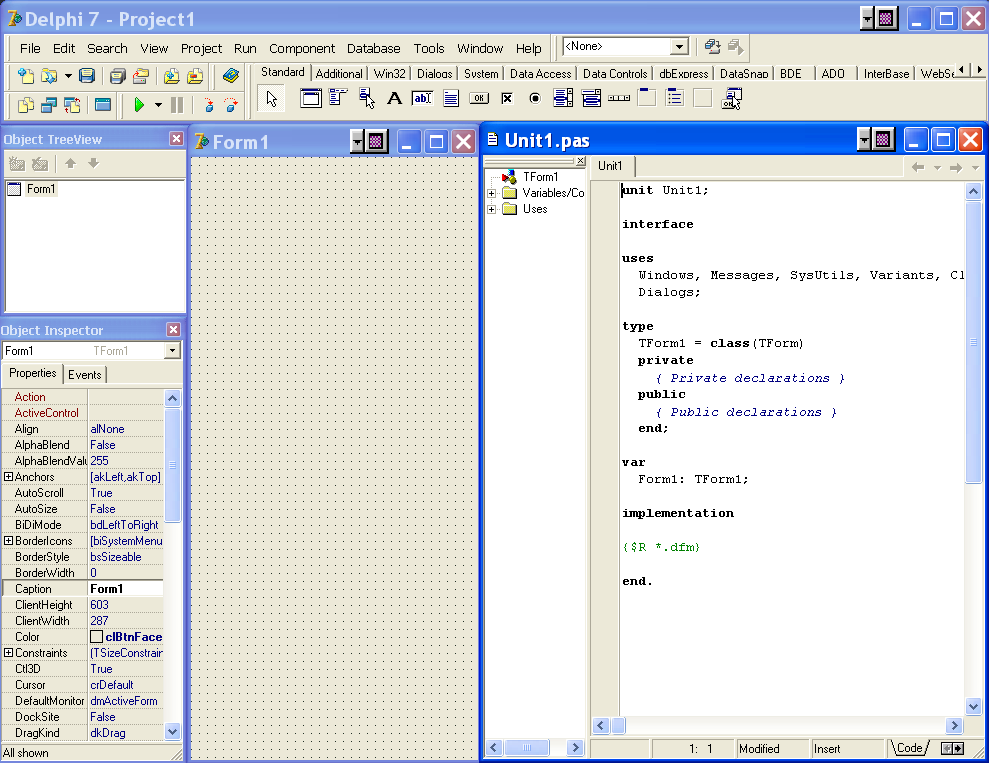 Delphi 7 - Project1
File Edit Search View Project Run Component Database Tools Window Help
<None>
Standard Additional Win32 Dialogs System Data Access Data Controls dbExpress DataSnap BDE ADO InterBase WebSe
Object TreeView
Form1
Object Inspector
Form1 TForm1
Properties Events
Action
ActiveControl
Align alNone
AlphaBlend False
AlphaBlendValu 255
Anchors [akLeft,akTop]
AutoScroll True
AutoSize False
BiDiMode bdLeftToRight
BorderIcons [biSystemMenu
BorderStyle bsSizeable
BorderWidth 0
Caption Form1
ClientHeight 603
ClientWidth 287
Color clBtnFace
Constraints (TSizeConstrain
Ctl3D True
Cursor crDefault
DefaultMonitor dmActiveForm
DockSite False
DragKind dkDrag
All shown
Form1
Unit1.pas
TForm1
Variables/Co
Uses
Unit1
unit Unit1;
interface
uses
Windows, Messages, SysUtils, Variants, Cl
Dialogs;
type
TForm1 = class(TForm)
private
{ Private declarations }
public
{ Public declarations }
end;
var
Form1: TForm1;
implementation
{$R *.dfm}
end.
1: 1 Modified Insert Code